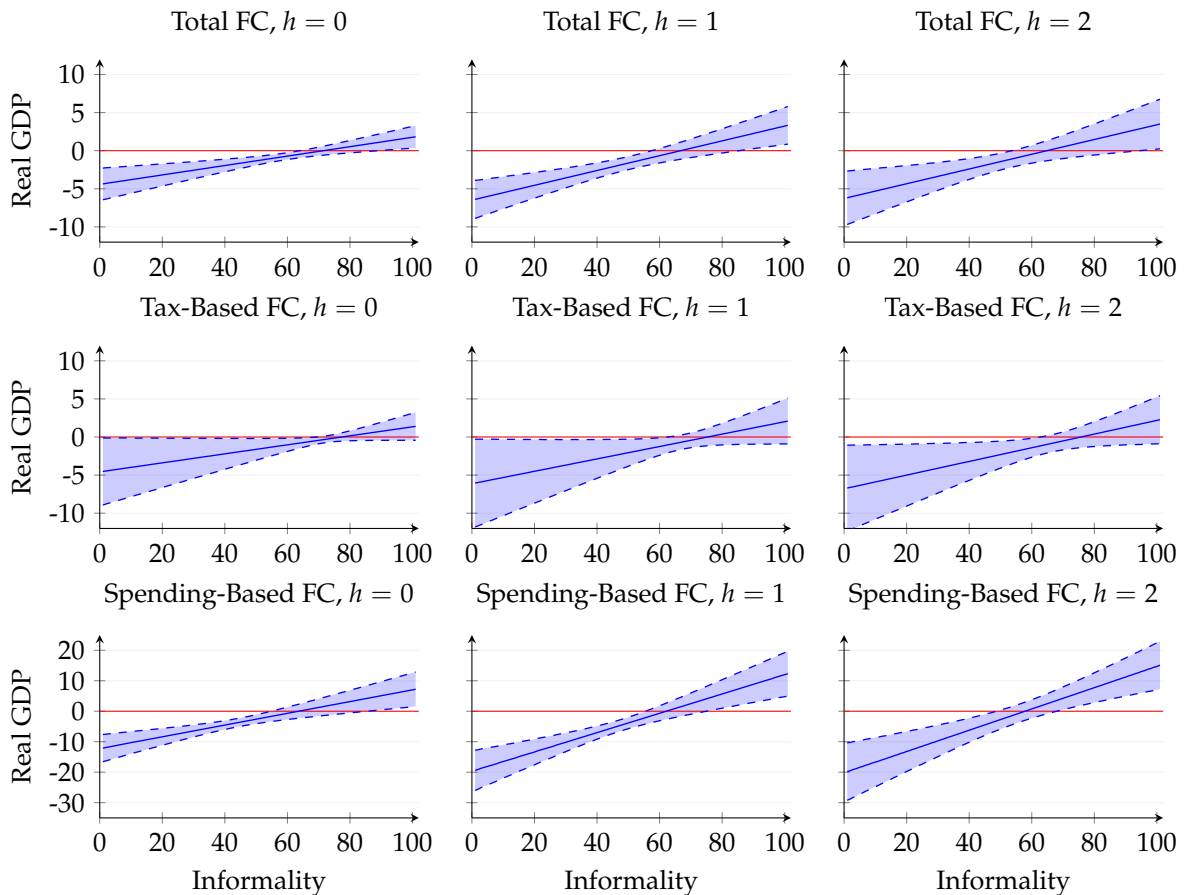 Total FC, h = 0
Total FC, h = 1
Total FC, h = 2
Real GDP
10
5
0
-5
-10
0 20 40 60 80 100
0 20 40 60 80 100
0 20 40 60 80 100
Tax-Based FC, h = 0
Tax-Based FC, h = 1
Tax-Based FC, h = 2
Real GDP
10
5
0
-5
-10
0 20 40 60 80 100
0 20 40 60 80 100
0 20 40 60 80 100
Spending-Based FC, h = 0
Spending-Based FC, h = 1
Spending-Based FC, h = 2
Real GDP
20
10
0
-10
-20
-30
0 20 40 60 80 100
0 20 40 60 80 100
0 20 40 60 80 100
Informality
Informality
Informality